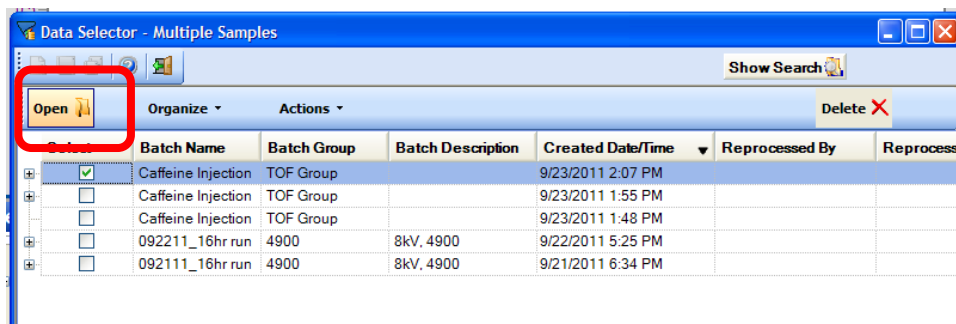 Data Selector - Multiple Samples
Show Search
Open Organize Actions Delete
Select Batch Name Batch Group Batch Description Created Date/Time Reprocessed By Reprocess
Caffeine Injection TOF Group 9/23/2011 2:07 PM
Caffeine Injection TOF Group 9/23/2011 1:55 PM
Caffeine Injection TOF Group 9/23/2011 1:48 PM
092211_16hr run 4900 8kV, 4900 9/22/2011 5:25 PM
092111_16hr run 4900 8kV, 4900 9/21/2011 6:34 PM